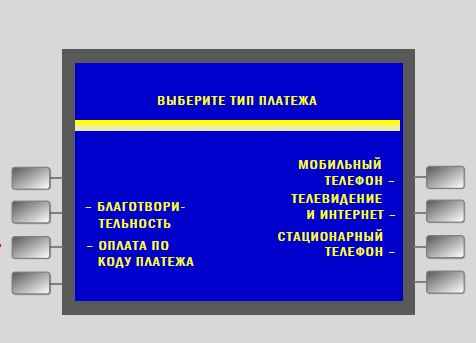 ВЫБЕРИТЕ ТИП ПЛАТЕЖА
МОБИЛЬНЫЙ
ТЕЛЕФОН –
ТЕЛЕВИДЕНИЕ
И ИНТЕРНЕТ –
СТАЦИОНАРНЫЙ
ТЕЛЕФОН –
– БЛАГОТВОРИ-
ТЕЛЬНОСТЬ
– ОПЛАТА ПО
КОДУ ПЛАТЕЖА